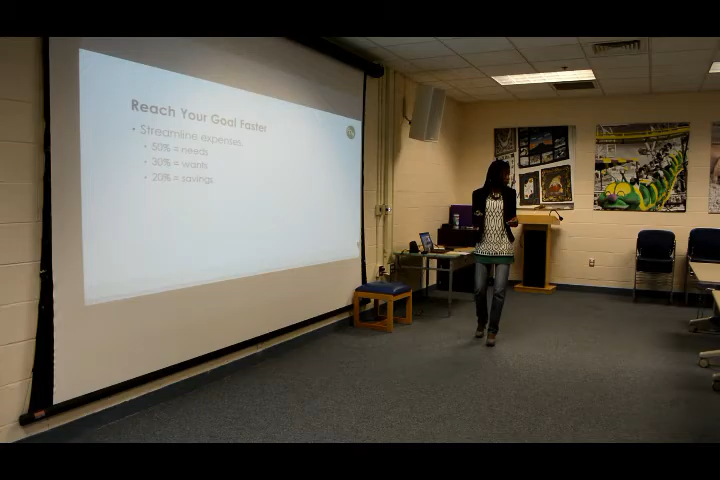 Reach Your Goal Faster
• Streamline expenses.
• 50% = needs
• 30% = wants
• 20% = savings